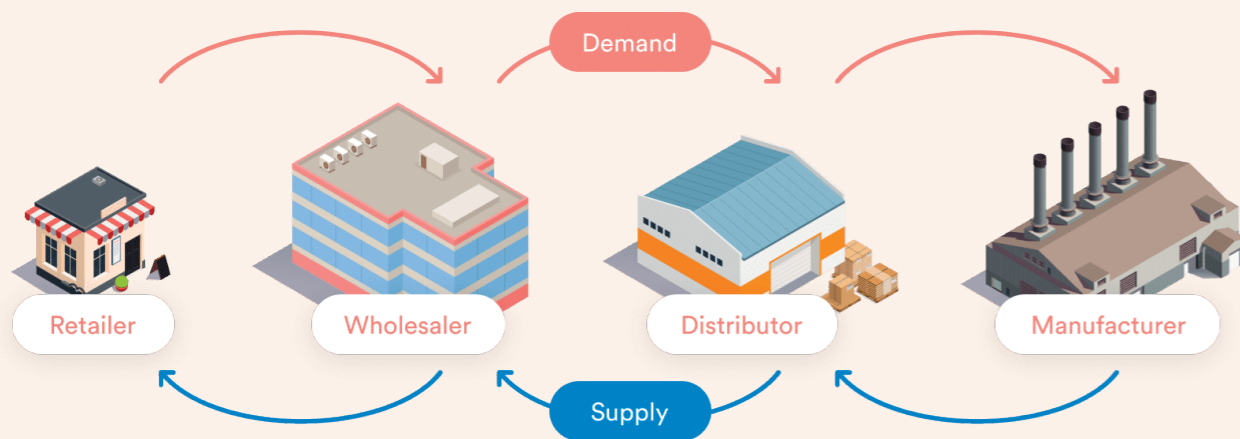 Demand
Retailer
Wholesaler
Distributor
Manufacturer
Supply